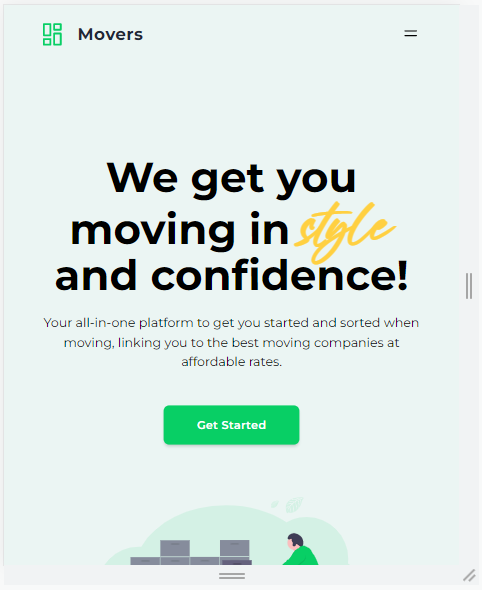 Movers
We get you
moving in style
and confidence!
Your all-in-one platform to get you started and sorted when
moving, linking you to the best moving companies at
affordable rates.
Get Started